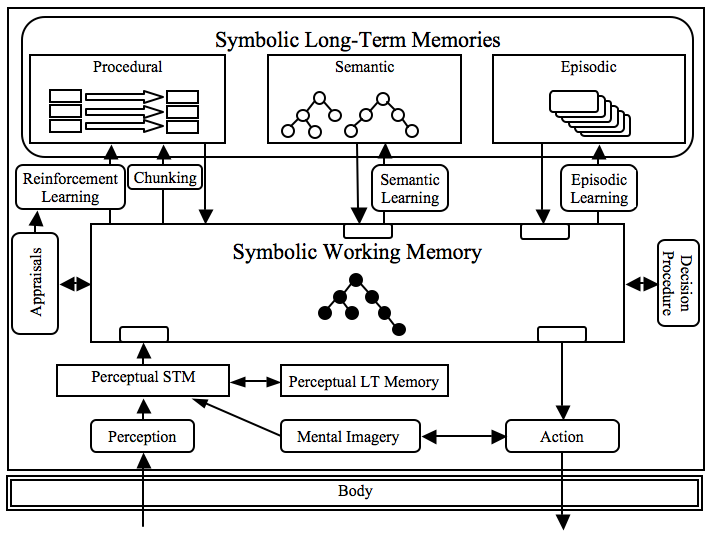 Symbolic Long-Term Memories
Procedural
Semantic
Episodic
Reinforcement
Learning
Chunking
Semantic
Learning
Episodic
Learning
Symbolic Working Memory
Appraisals
Decision
Procedure
Perceptual STM
Perceptual LT Memory
Perception
Mental Imagery
Action
Body